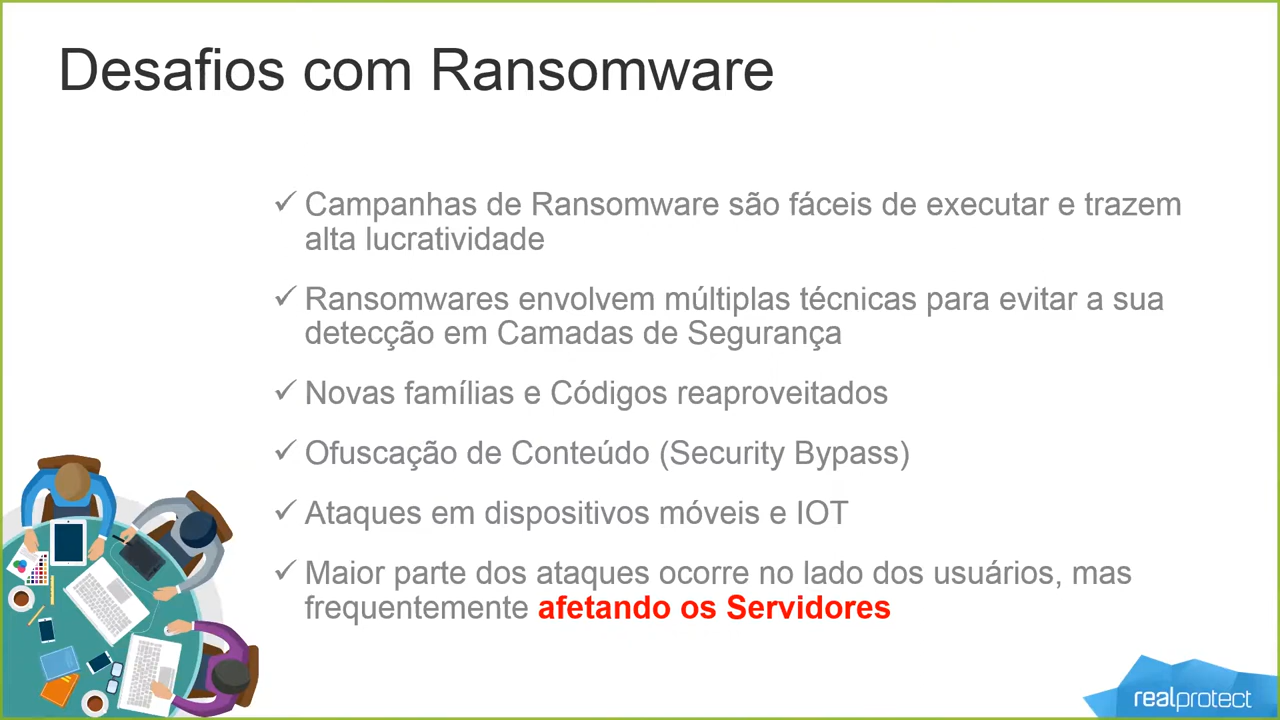 Desafios com Ransomware
✓ Campanhas de Ransomware são fáceis de executar e trazem
alta lucratividade
✓ Ransomwares envolvem múltiplas técnicas para evitar a sua
detecção em Camadas de Segurança
✓ Novas famílias e Códigos reaproveitados
✓ Ofuscação de Conteúdo (Security Bypass)
✓ Ataques em dispositivos móveis e IOT
✓ Maior parte dos ataques ocorre no lado dos usuários, mas
frequentemente afetando os Servidores
realprotect